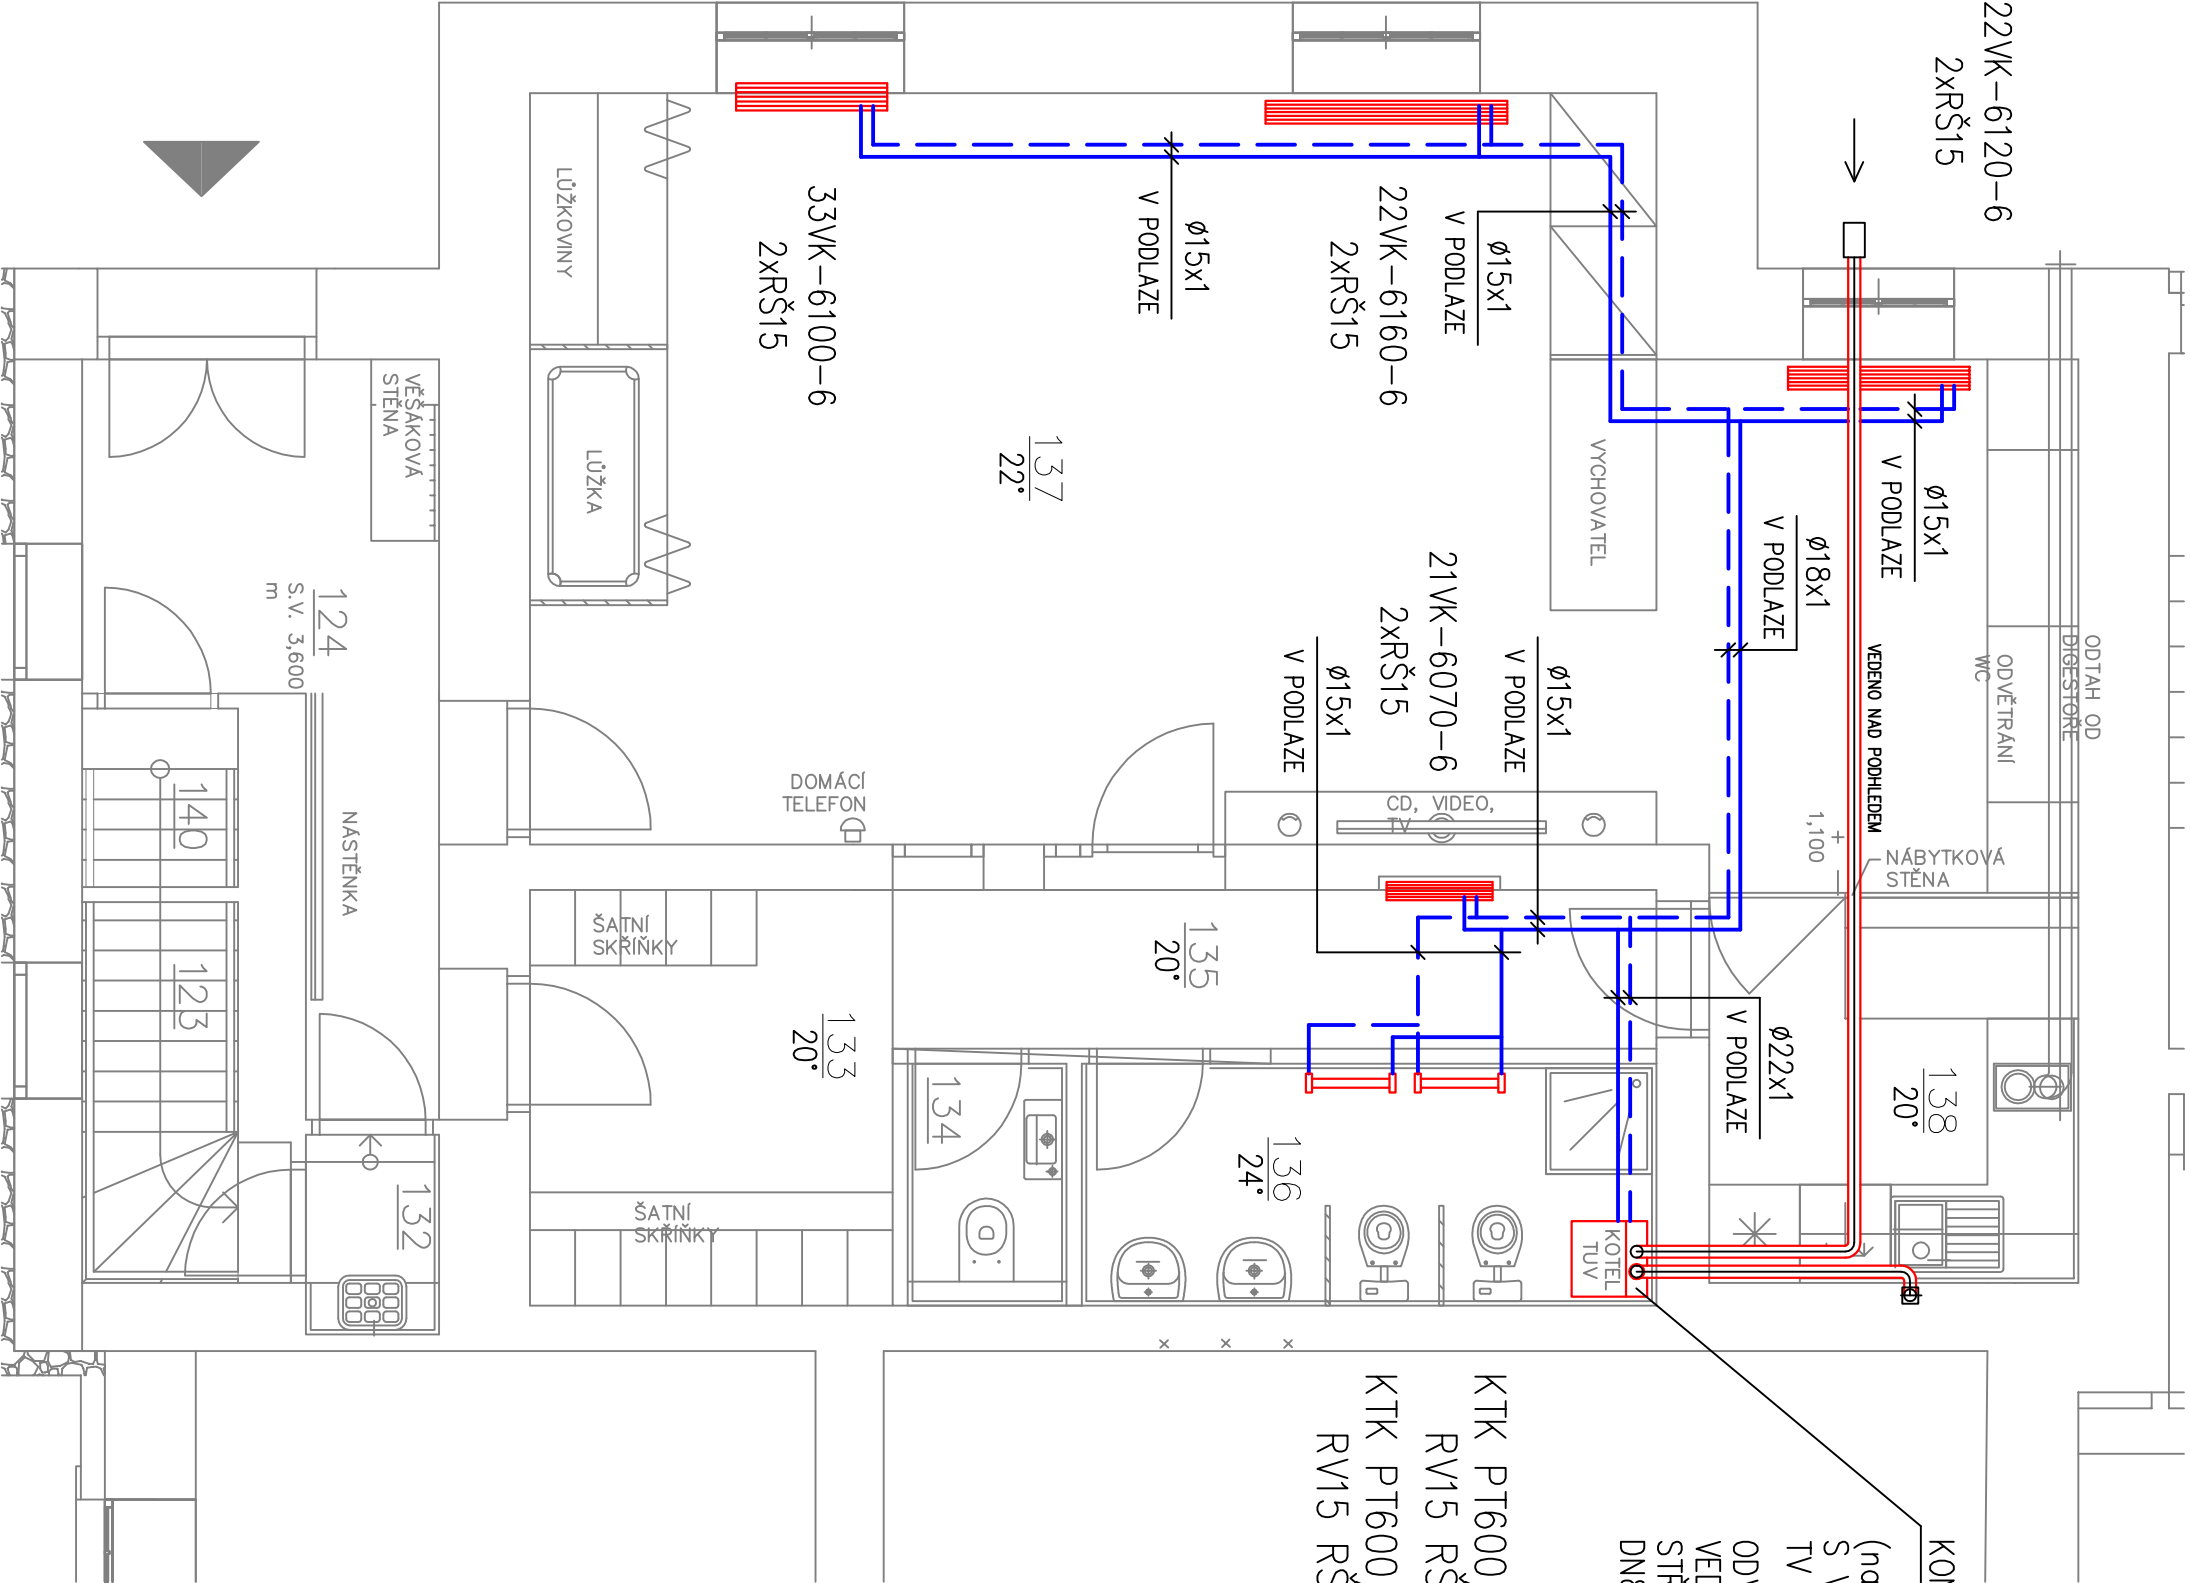 22VK-6120-6
2xRŠ15
33VK-6100-6
2xRŠ15
Ø15x1
V PODLAZE
22VK-6160-6
2xRŠ15
Ø15x1
V PODLAZE
Ø15x1
V PODLAZE
Ø18x1
V PODLAZE
LŮŽKOVINY
LŮŽKA
VĚŠÁKOVÁ
STĚNA
137
22°
VYCHOVATEL
124
S.V. 3,600
m
21VK-6070-6
2xRŠ15
Ø15x1
V PODLAZE
Ø15x1
V PODLAZE
VEDENO NAD PODHLEDEM
ODTAH OD
DIGESTOŘE
ODVĚTRÁNÍ
WC
DOMÁCÍ
TELEFON
CD, VIDEO,
TV
1,100
NÁBYTKOVÁ
STĚNA
140
NÁSTĚNKA
123
ŠATNÍ
SKŘÍŇKY
135
20°
133
20°
134
136
24°
Ø22x1
V PODLAZE
138
20°
132
ŠATNÍ
SKŘÍŇKY
KOTEL
TUV
KTK PT600
RV15
KTK PT600
RV15
S
TV